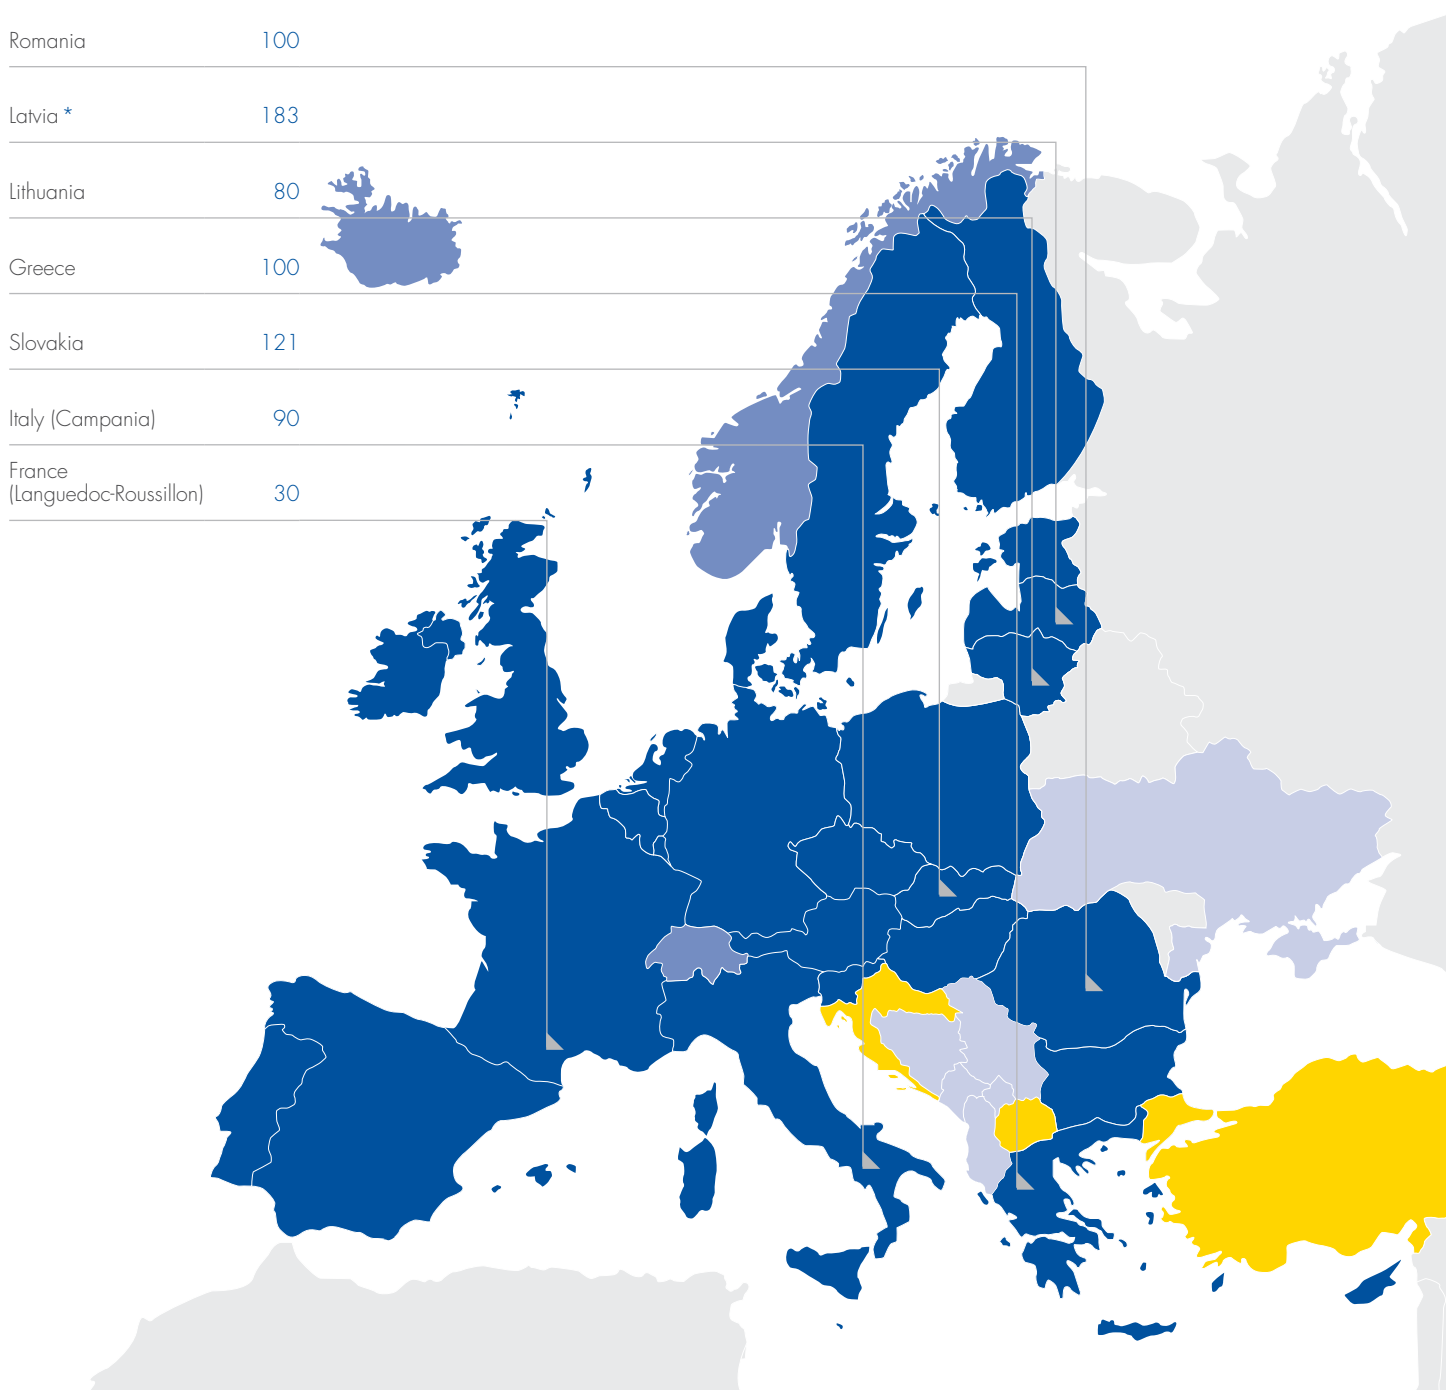 Romania 100
Latvia * 183
Lithuania 80
Greece 100
Slovakia 121
Italy (Campania) 90
France
(Languedoc-Roussillon) 30